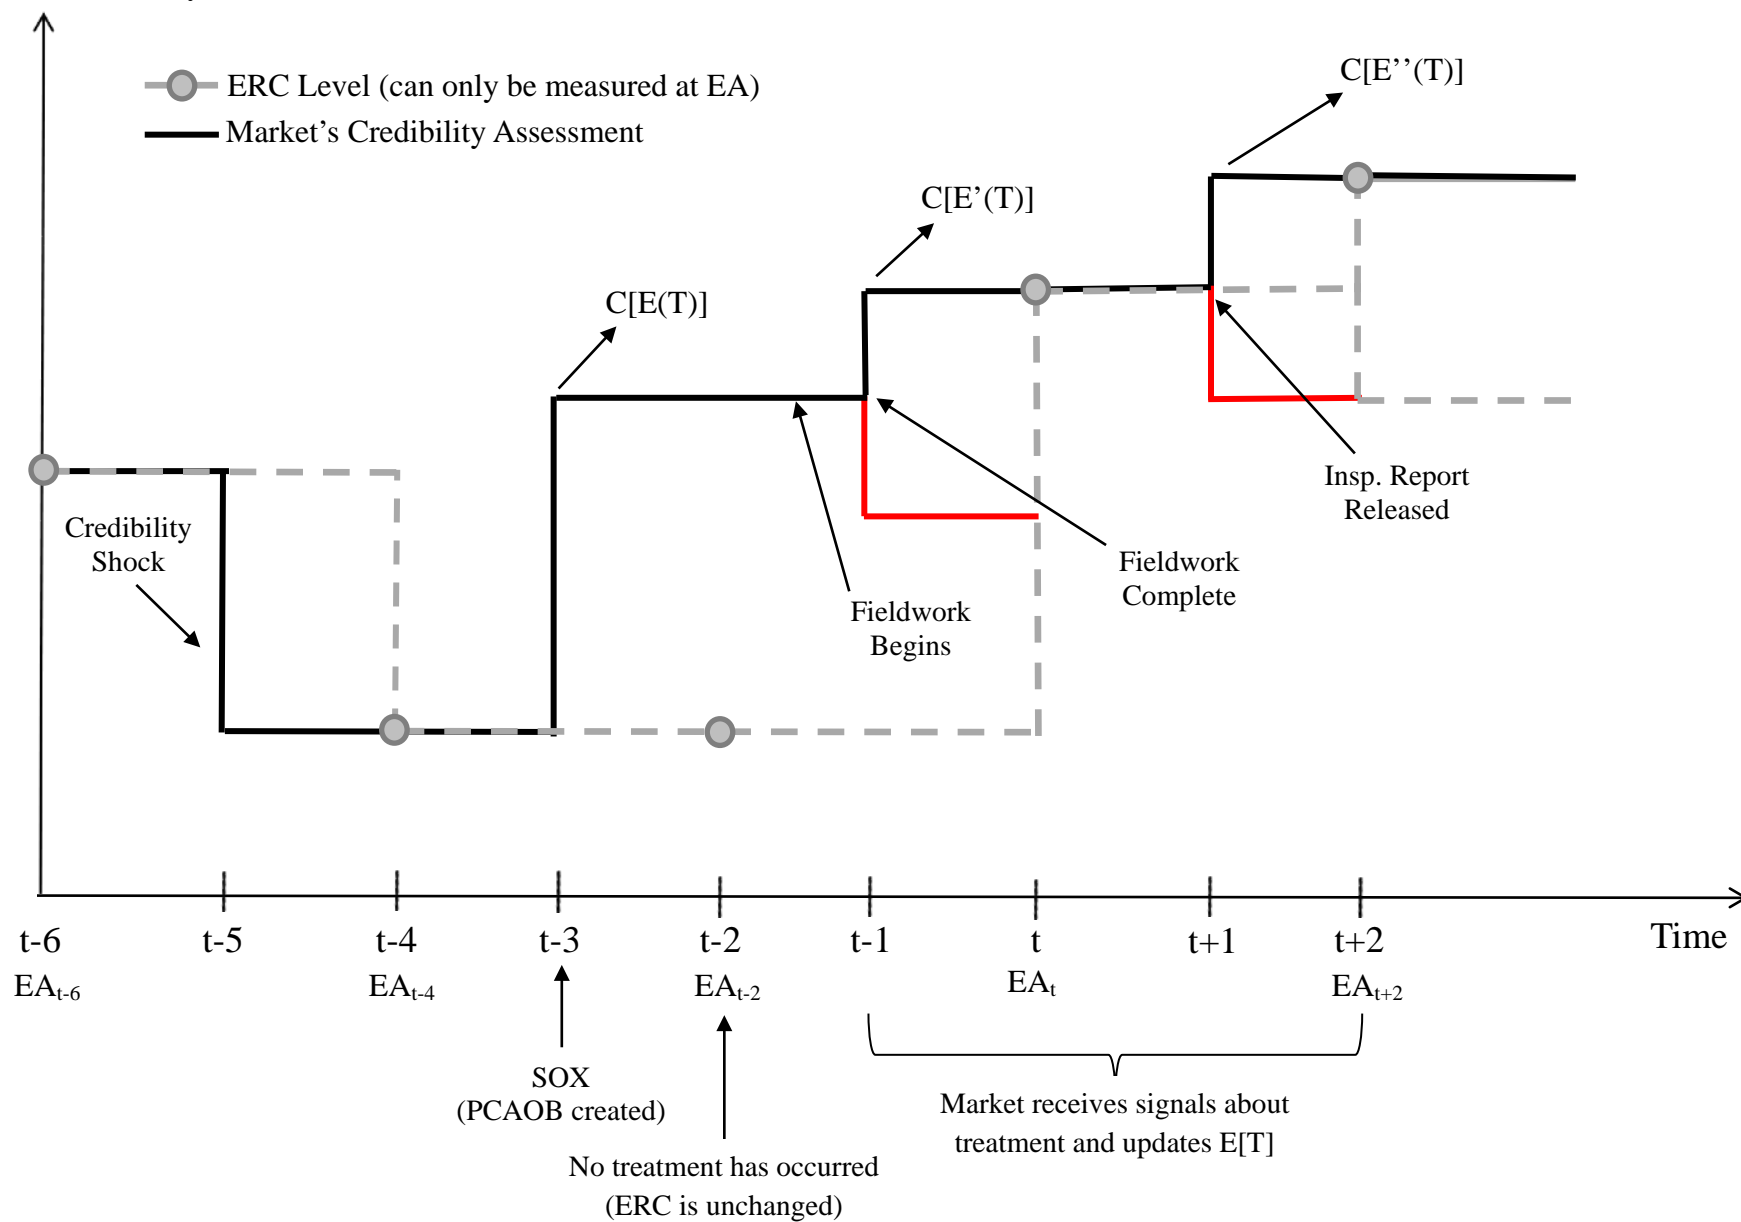 C[E’’(T)]
ERC Level (can only be measured at EA)
Market’s Credibility Assessment
C[E’(T)]
C[E(T)]
Insp. Report
Released
Credibility
Shock
Fieldwork
Complete
Fieldwork
Begins
t-6 t-5 t-4 t-3 t-2 t-1 t t+1 t+2 Time
EAt-6 EAt-4 EAt-2 EAt EAt+2
SOX
(PCAOB created)
Market receives signals about
treatment and updates E[T]
No treatment has occurred
(ERC is unchanged)